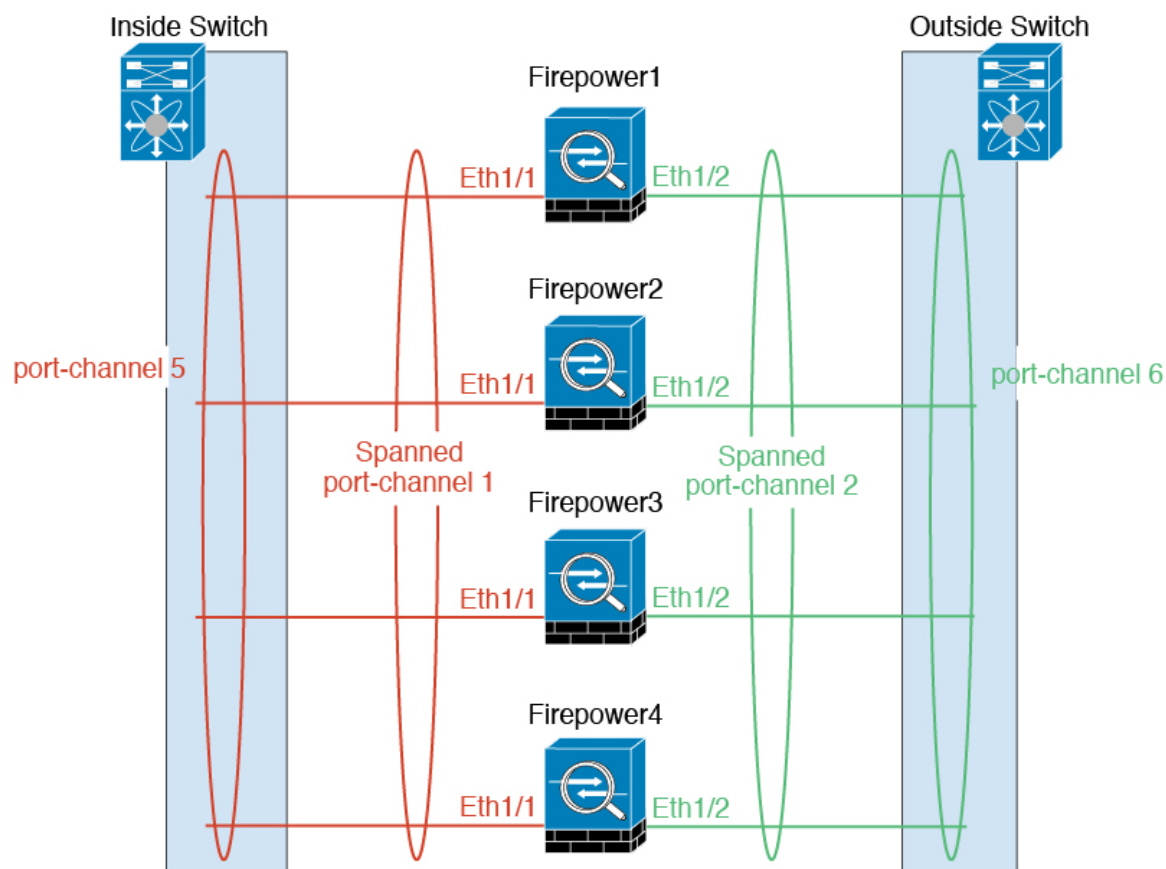 Inside Switch
Outside Switch
Firepower1
Eth1/1
Eth1/2
Firepower2
port-channel 5
Eth1/1
Eth1/2
port-channel 6
Spanned
port-channel 1
Spanned
port-channel 2
Firepower3
Eth1/1
Eth1/2
Firepower4
Eth1/1
Eth1/2